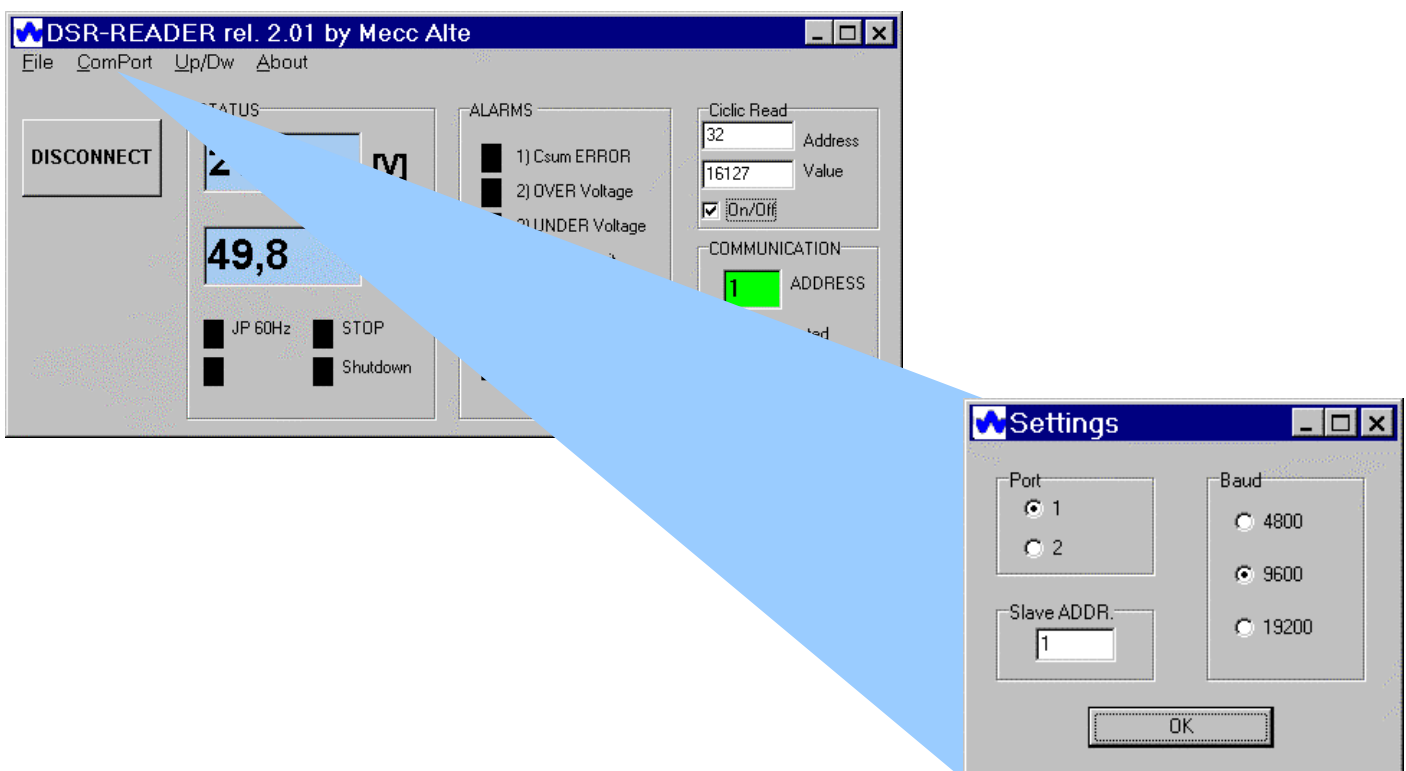 DSR-READER rel. 2.01 by Mecc Alte
File ComPort Up/Dw About
DISCONNECT
[V]
49,8
JP 60Hz
STOP
Shutdown
ALARMS
1) Csum ERROR
2) OVER Voltage
UNDER Voltage
Ciclic Read
32 Address
16127 Value
On/Off
COMMUNICATION
1 ADDRESS
Settings
Port
1
2
Slave ADDR.
1
Baud
4800
9600
19200
OK